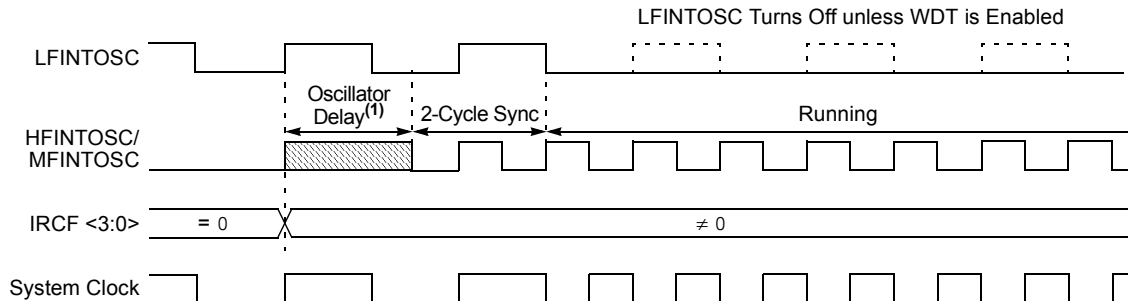 LFINTOSC Turns Off unless WDT is Enabled
LFINTOSC
Oscillator
Delay(1)
2-Cycle Sync
Running
HFINTOSC/
MFINTOSC
IRCF <3:0>
= 0
≠ 0
System Clock